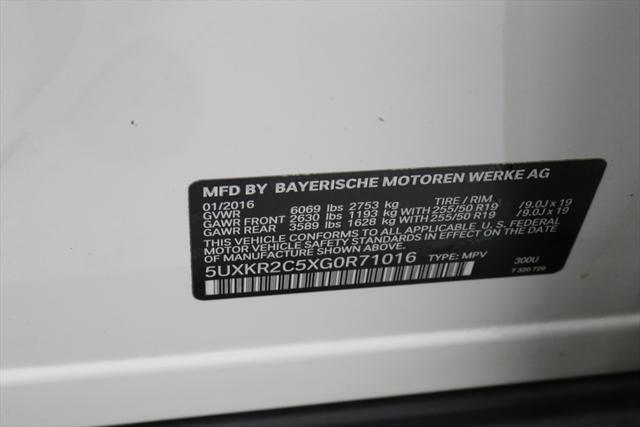 MFD BY BAYERISCHE MOTOREN WERKE AG
01/2016 TIRE / RIM
GVWR 6069 lbs 2753 kg
GAWR FRONT 2630 lbs 1193 kg WITH 255/50 R19 /9.0J x 19
GAWR REAR 3589 lbs 1628 kg WITH 255/50 R19 /9.0J x 19
THIS VEHICLE CONFORMS TO ALL APPLICABLE U.S. FEDERAL
MOTOR VEHICLE SAFETY STANDARDS IN EFFECT ON THE DATE
OF MANUFACTURE SHOWN ABOVE.
5UXKR2C5XG0R71016 TYPE: MPV 300U
7 320 729